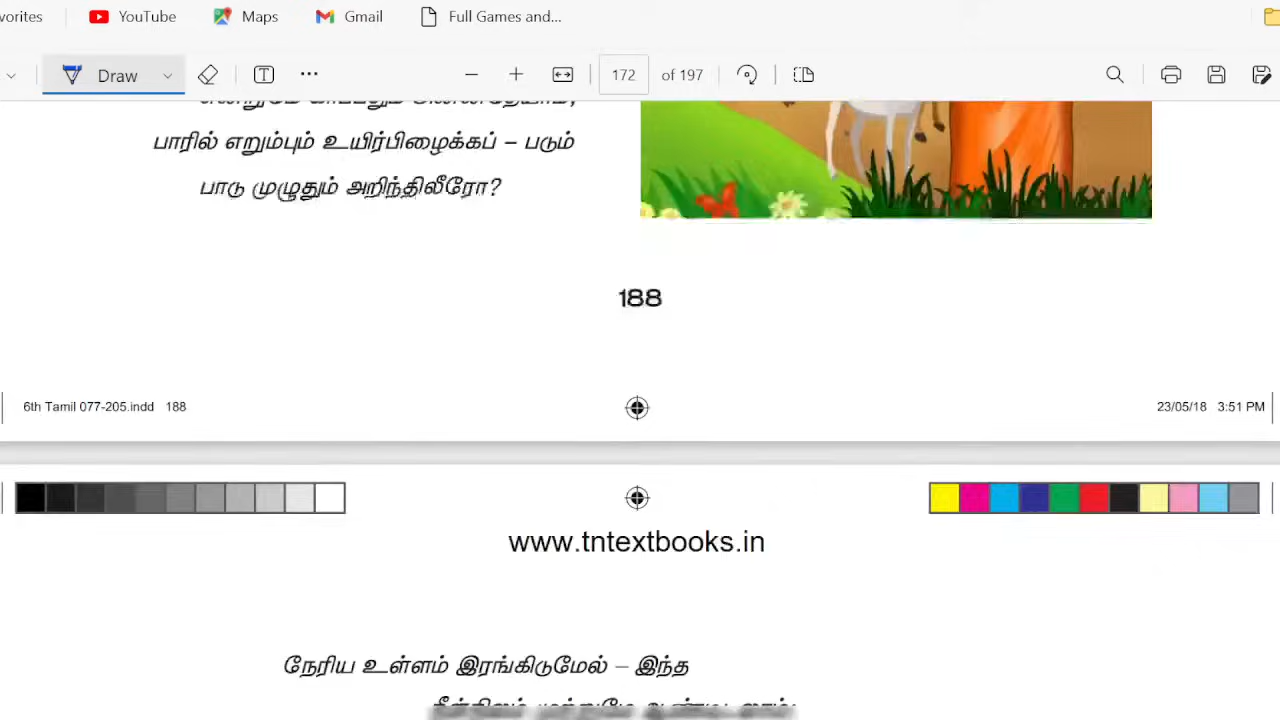 vorites YouTube Maps Gmail Full Games and...
Draw 172 of 197
பாரில் எறும்பும் உயிர்பிழைக்கப் – படும்
பாடு முழுதும் அறிந்திலீரோ?
188
6th Tamil 077-205.indd 188 23/05/18 3:51 PM
www.tntextbooks.in
நேரிய உள்ளம் இரங்கிடுமேல் – இந்த